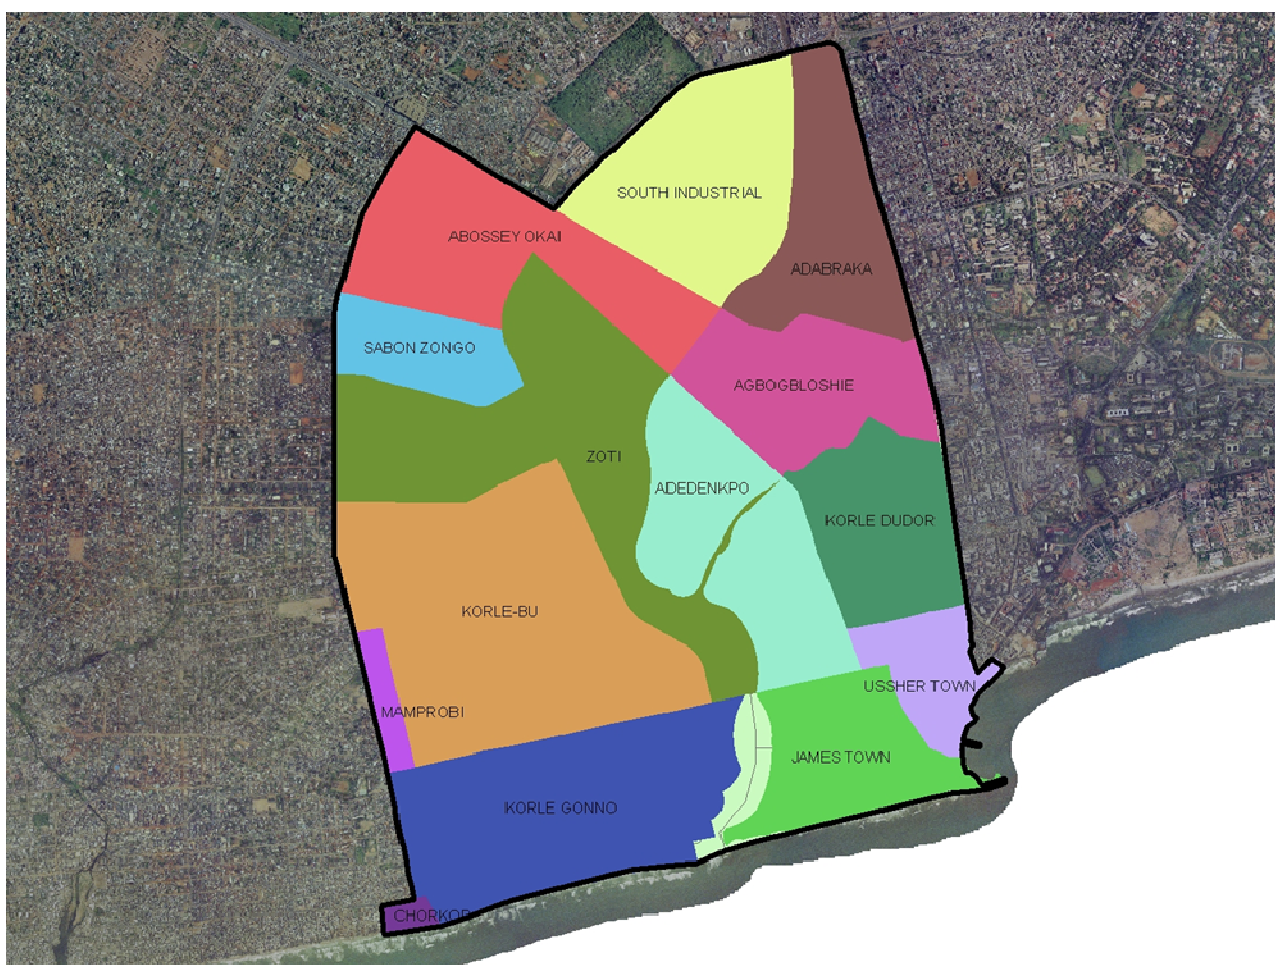 SOUTH INDUSTRIAL
ABOSSEY OKAI
ADABRAKA
SABON ZONGO
AGBOGBLOSHIE
ZOTI
ADEDENKPO
KORLE DUDOR
KORLE-BU
USSHER TOWN
MAMPROBI
JAMES TOWN
KORLE GONNO
CHORKOR